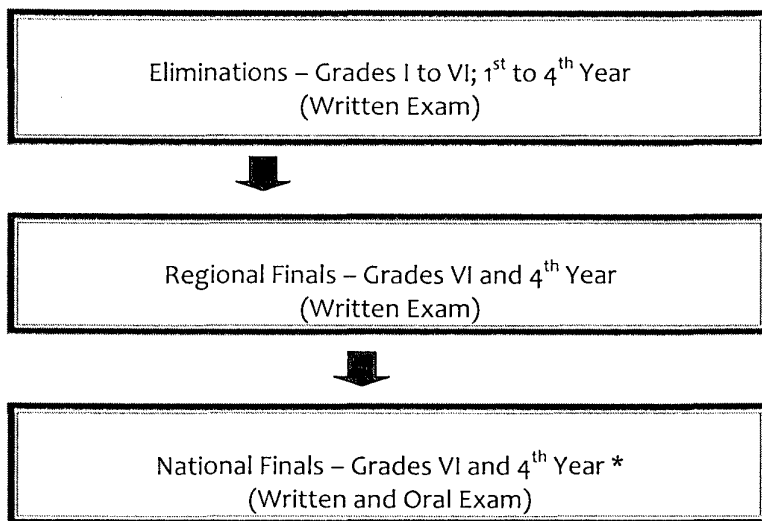 Eliminations – Grades I to VI; 1st to 4th Year
(Written Exam)
Regional Finals – Grades VI and 4th Year
(Written Exam)
National Finals – Grades VI and 4th Year *
(Written and Oral Exam)